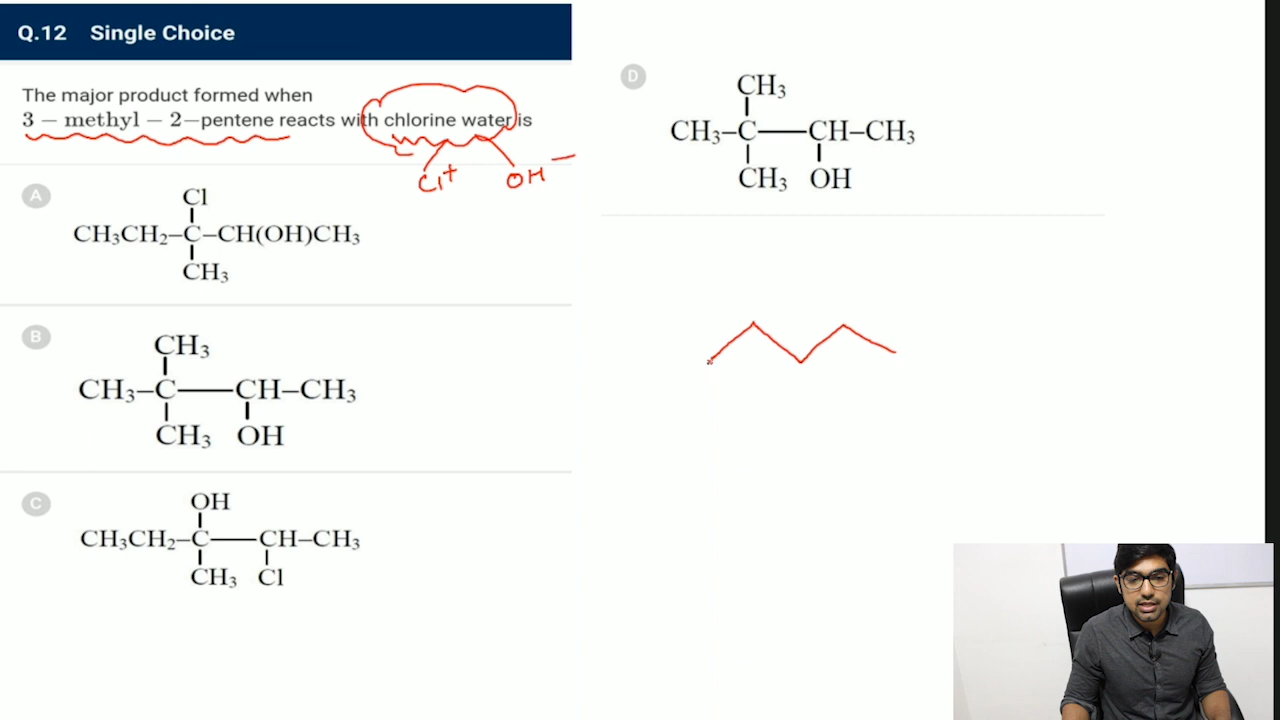 Q.12 Single Choice
The major product formed when
3 − methyl − 2−pentene reacts with chlorine water is
Cl+ OH−
A
Cl
CH3CH2–C–CH(OH)CH3
CH3
B
CH3
CH3–C——CH–CH3
CH3 OH
C
OH
CH3CH2–C——CH–CH3
CH3 Cl
D
CH3
CH3–C——CH–CH3
CH3 OH